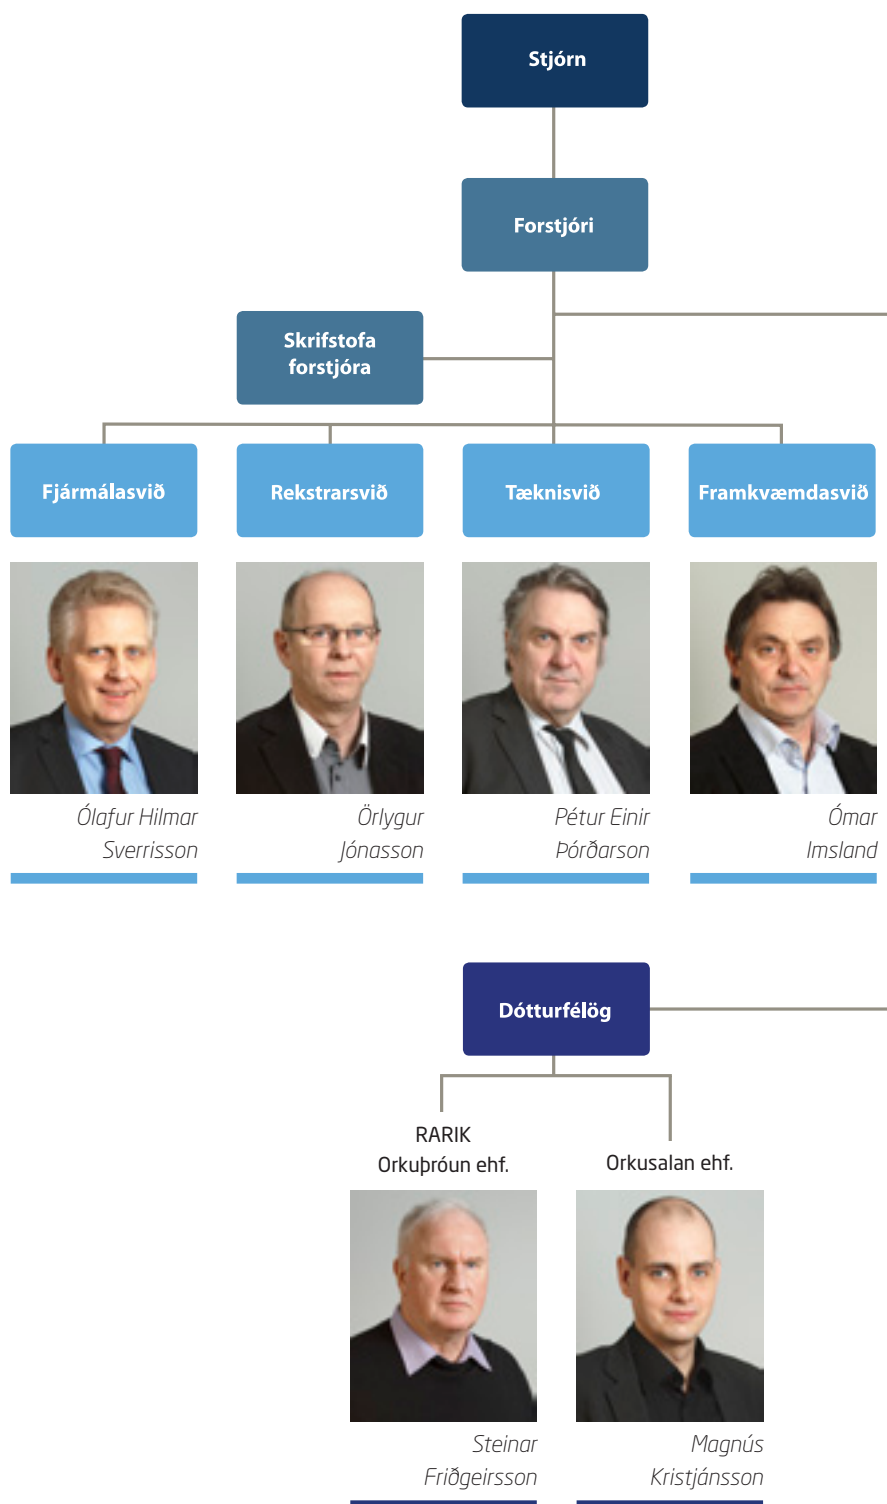 Stjórn
Forstjóri
Skrifstofa
forstjóra
Fjármálasvið
Rekstrarsvið
Tæknisvið
Framkvæmdasvið
Ólafur Hilmar
Sverrisson
Örlygur
Jónasson
Pétur Einir
Þórðarson
Ómar
Imsland
Dótturfélög
RARIK
Orkuþróun ehf.
Orkusalan ehf.
Steinar
Friðgeirsson
Magnús
Kristjánsson